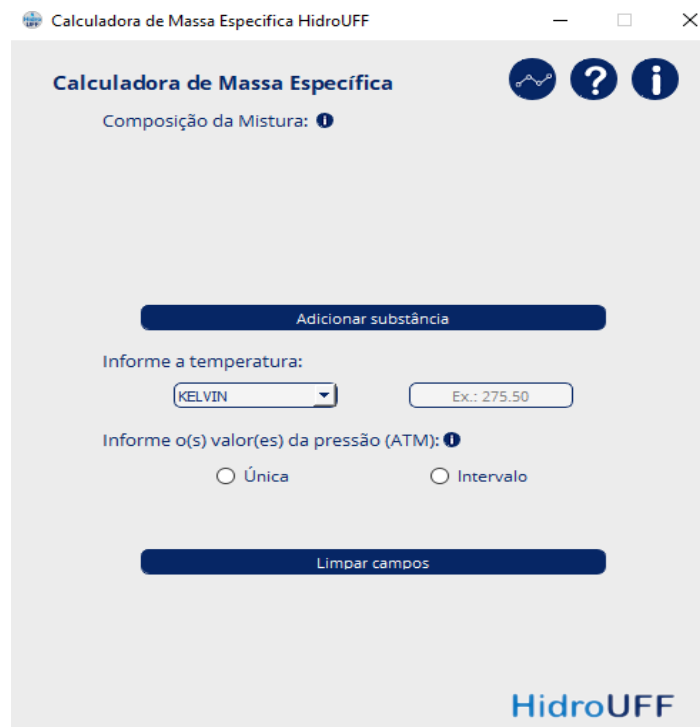 Calculadora de Massa Especifica HidroUFF
Calculadora de Massa Específica
Composição da Mistura:
Adicionar substância
Informe a temperatura:
KELVIN
Ex.: 275.50
Informe o(s) valor(es) da pressão (ATM):
Única
Intervalo
Limpar campos
HidroUFF